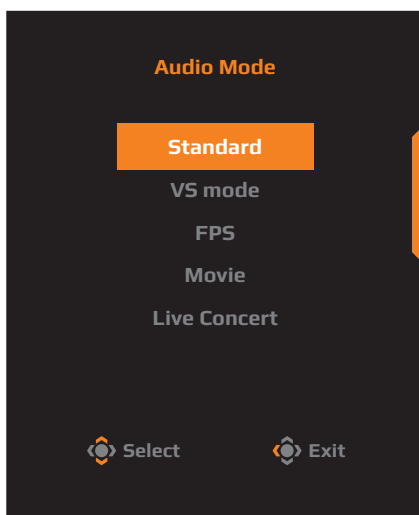 Audio Mode
Standard
VS mode
FPS
Movie
Live Concert
Select Exit